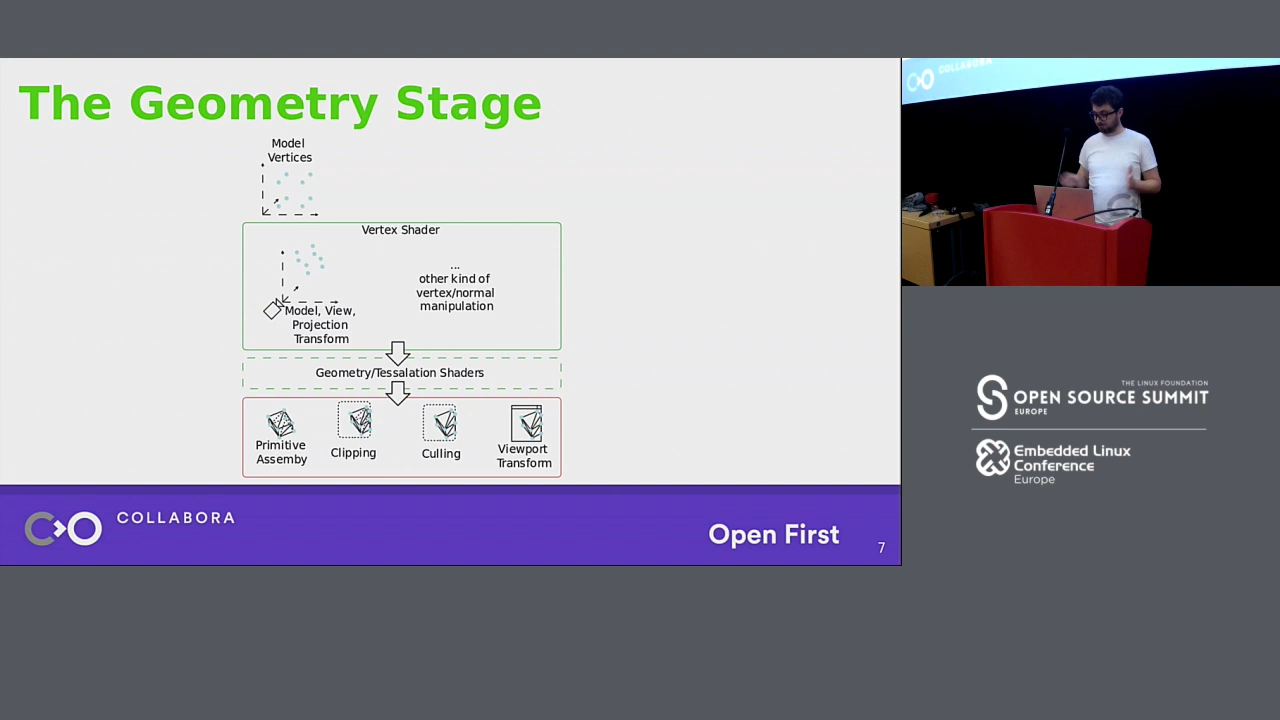 The Geometry Stage
Model
Vertices
Vertex Shader
Model, View,
Projection
Transform
...
other kind of
vertex/normal
manipulation
Geometry/Tessalation Shaders
Primitive
Assemby
Clipping
Culling
Viewport
Transform
COLLABORA
Open First
7
COLLABORA
THE LINUX FOUNDATION
OPEN SOURCE SUMMIT
EUROPE
Embedded Linux
Conference
Europe